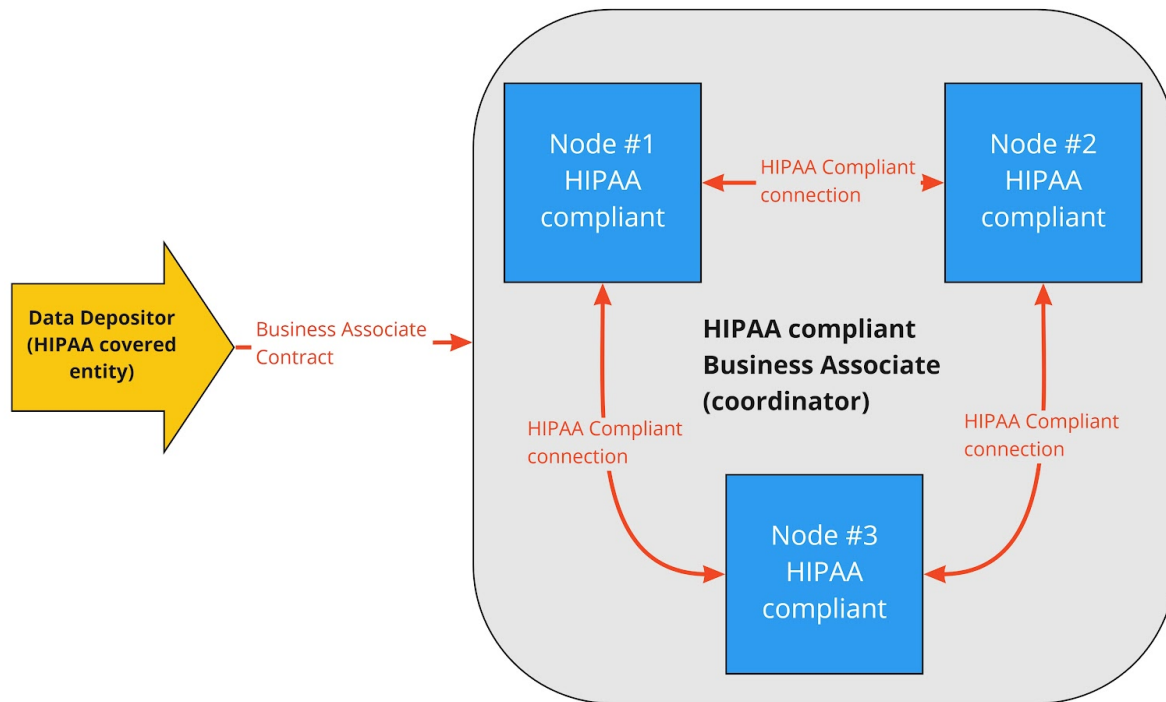 Node #1
HIPAA
compliant
HIPAA Compliant
connection
Node #2
HIPAA
compliant
Data Depositor
(HIPAA covered
entity)
Business Associate
Contract
HIPAA compliant
Business Associate
(coordinator)
HIPAA Compliant
connection
HIPAA Compliant
connection
Node #3
HIPAA
compliant